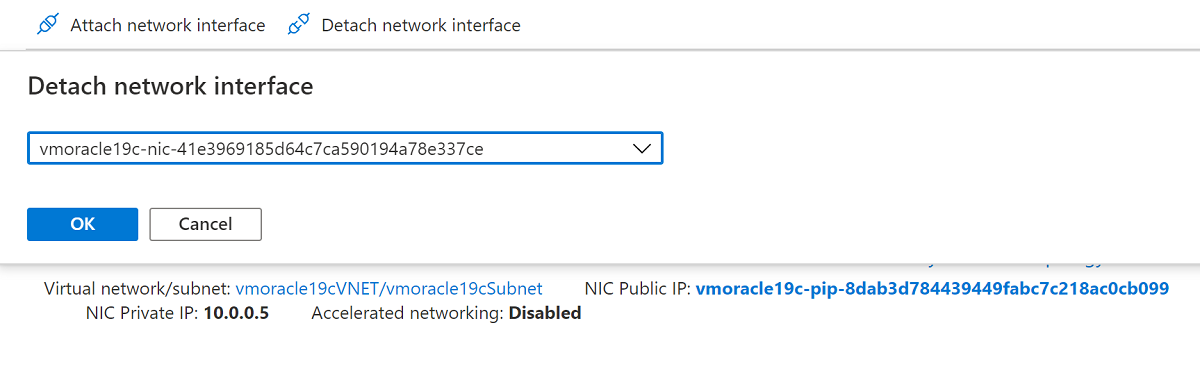 Attach network interface Detach network interface
Detach network interface
vmoracle19c-nic-41e3969185d64c7ca590194a78e337ce
OK Cancel
Virtual network/subnet: vmoracle19cVNET/vmoracle19cSubnet NIC Public IP: vmoracle19c-pip-8dab3d784439449fabc7c218ac0cb099
NIC Private IP: 10.0.0.5 Accelerated networking: Disabled